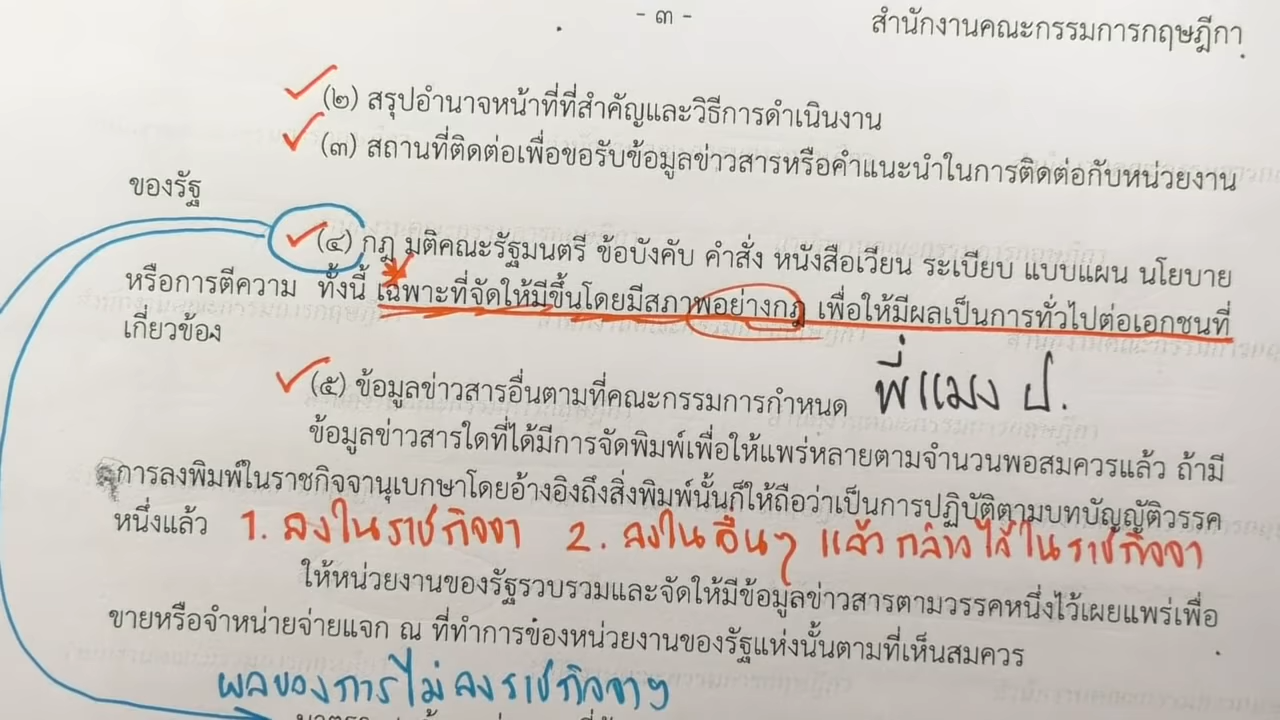 - ๓ -
สำนักงานคณะกรรมการกฤษฎีกา
(๒) สรุปอำนาจหน้าที่ที่สำคัญและวิธีการดำเนินงาน
(๓) สถานที่ติดต่อเพื่อขอรับข้อมูลข่าวสารหรือคำแนะนำในการติดต่อกับหน่วยงาน
ของรัฐ
(๔) กฎ มติคณะรัฐมนตรี ข้อบังคับ คำสั่ง หนังสือเวียน ระเบียบ แบบแผน นโยบาย
หรือการตีความ ทั้งนี้ เฉพาะที่จัดให้มีขึ้นโดยมีสภาพอย่างกฎ เพื่อให้มีผลเป็นการทั่วไปต่อเอกชนที่
เกี่ยวข้อง
(๕) ข้อมูลข่าวสารอื่นตามที่คณะกรรมการกำหนด พี่แมง ป.
ข้อมูลข่าวสารใดที่ได้มีการจัดพิมพ์เพื่อให้แพร่หลายตามจำนวนพอสมควรแล้ว ถ้ามี
การลงพิมพ์ในราชกิจจานุเบกษาโดยอ้างอิงถึงสิ่งพิมพ์นั้นก็ให้ถือว่าเป็นการปฏิบัติตามบทบัญญัติวรรค
หนึ่งแล้ว 1. ลงในราชกิจจา 2. ลงในอื่นๆ แล้วกล่าวไว้ในราชกิจจา
ให้หน่วยงานของรัฐรวบรวมและจัดให้มีข้อมูลข่าวสารตามวรรคหนึ่งไว้เผยแพร่เพื่อ
ขายหรือจำหน่ายจ่ายแจก ณ ที่ทำการของหน่วยงานของรัฐแห่งนั้นตามที่เห็นสมควร
ผลของการไม่ลงราชกิจจาฯ